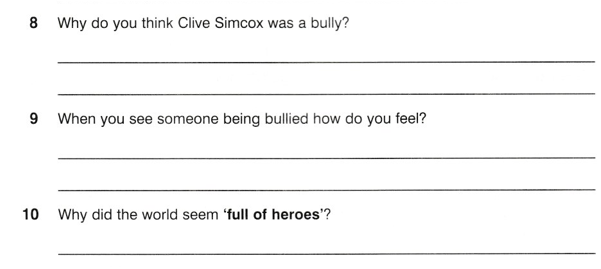 8 Why do you think Clive Simcox was a bully?
9 When you see someone being bullied how do you feel?
10 Why did the world seem ‘full of heroes’?